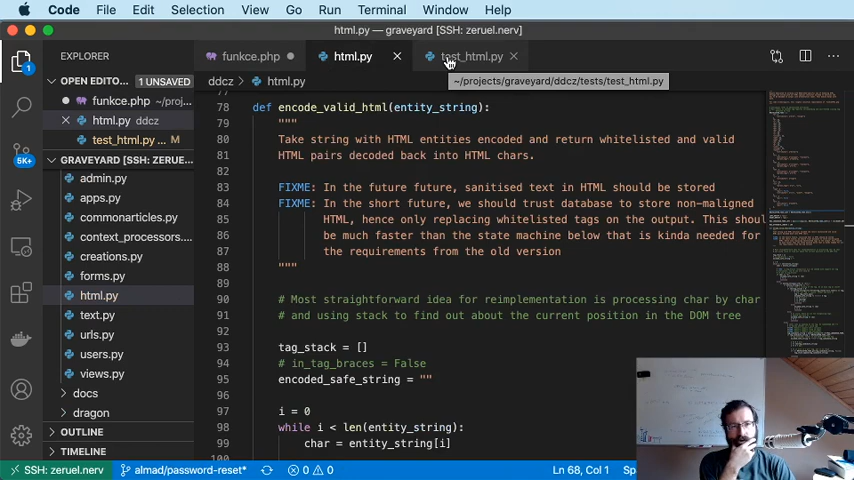 Code File Edit Selection View Go Run Terminal Window Help
html.py — graveyard [SSH: zeruel.nerv]
EXPLORER
funkce.php
html.py
test_html.py
~/projects/graveyard/ddcz/tests/test_html.py
OPEN EDITO... 1 UNSAVED
funkce.php ~/proj...
html.py ddcz
test_html.py ... M
GRAVEYARD [SSH: ZERUEL...
admin.py
apps.py
commonarticles.py
context_processors....
creations.py
forms.py
html.py
text.py
urls.py
users.py
views.py
docs
dragon
OUTLINE
TIMELINE
1
5K+
ddcz > html.py
77
78 def encode_valid_html(entity_string):
79 """
80 Take string with HTML entities encoded and return whitelisted and valid
81 HTML pairs decoded back into HTML chars.
82
83 FIXME: In the future future, sanitised text in HTML should be stored
84 FIXME: In the short future, we should trust database to store non-maligned
85 HTML, hence only replacing whitelisted tags on the output. This shoul
86 be much faster than the state machine below that is kinda needed for
87 the requirements from the old version
88 """
89
90 # Most straightforward idea for reimplementation is processing char by char
91 # and using stack to find out about the current position in the DOM tree
92
93 tag_stack = []
94 # in_tag_braces = False
95 encoded_safe_string = ""
96
97 i = 0
98 while i < len(entity_string):
99 char = entity_string[i]
100
SSH: zeruel.nerv almad/password-reset* 0 0 Ln 68, Col 1 Spa